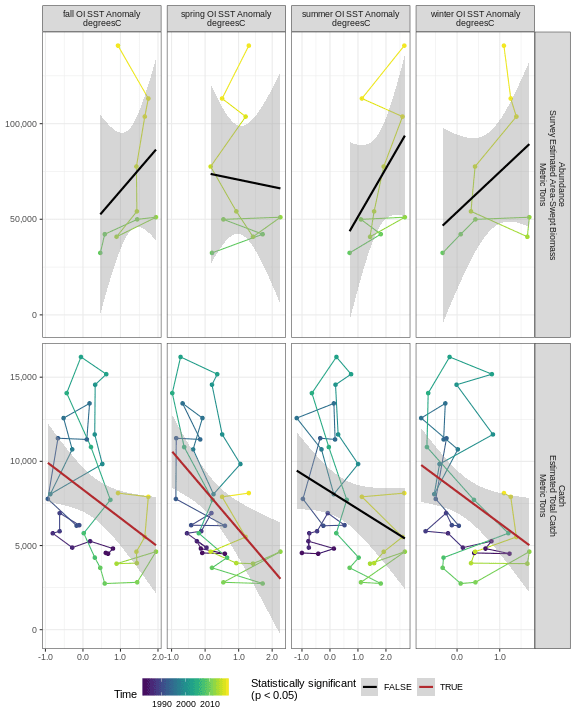 fall OI SST Anomaly
degreesC
spring OI SST Anomaly
degreesC
summer OI SST Anomaly
degreesC
winter OI SST Anomaly
degreesC
100,000
50,000
0
Abundance
Survey Estimated Area-Swept Biomass
Metric Tons
15,000
10,000
5,000
0
Catch
Estimated Total Catch
Metric Tons
-1.0 0.0 1.0 2.0
-1.0 0.0 1.0 2.0
0.0 1.0 2.0
0.0 1.0
Time
1990 2000 2010
Statistically significant
(p < 0.05)
FALSE
TRUE